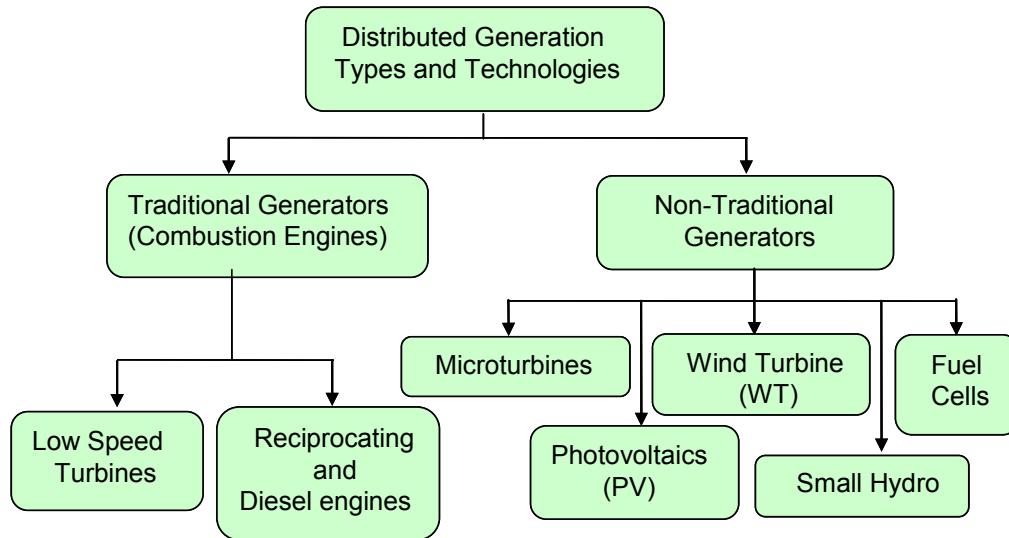 Distributed Generation
Types and Technologies
Traditional Generators
(Combustion Engines)
Non-Traditional
Generators
Microturbines
Wind Turbine
(WT)
Fuel
Cells
Low Speed
Turbines
Reciprocating
and
Diesel engines
Photovoltaics
(PV)
Small Hydro